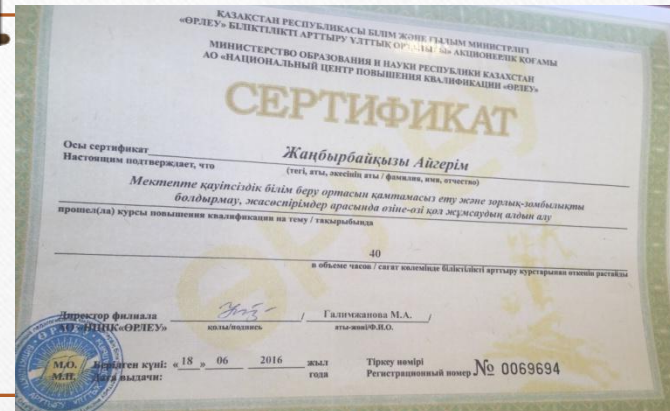 ҚАЗАҚСТАН РЕСПУБЛИКАСЫ БІЛІМ ЖӘНЕ ҒЫЛЫМ МИНИСТРЛІГІ
«ӨРЛЕУ» БІЛІКТІЛІКТІ АРТТЫРУ ҰЛТТЫҚ ОРТАЛЫҒЫ» АКЦИОНЕРЛІК ҚОҒАМЫ
МИНИСТЕРСТВО ОБРАЗОВАНИЯ И НАУКИ РЕСПУБЛИКИ КАЗАХСТАН
АО «НАЦИОНАЛЬНЫЙ ЦЕНТР ПОВЫШЕНИЯ КВАЛИФИКАЦИИ «ӨРЛЕУ»
СЕРТИФИКАТ
Осы сертификат Жаңбырбайқызы Айгерім
Настоящим подтверждает, что (тегі, аты, әкесінің аты / фамилия, имя, отчество)
Мектепте қауіпсіздік білім беру ортасын қамтамасыз ету және зорлық-зомбылықты
болдырмау, жасөспірімдер арасында өзіне-өзі қол жұмсаудың алдын алу
прошел(ла) курсы повышения квалификации на тему / тақырыбында
40
в объеме часов / сағат көлемінде біліктілікті арттыру курстарынан өткенін растайды
Директор филиала / Галимжанова М.А. /
АО «НЦПК«ӨРЛЕУ» қолы/подпись аты-жөні/Ф.И.О.
М.О. Берілген күні: «18» 06 2016 жыл Тіркеу нөмірі
М.П. Дата выдачи: года Регистрационный номер № 0069694